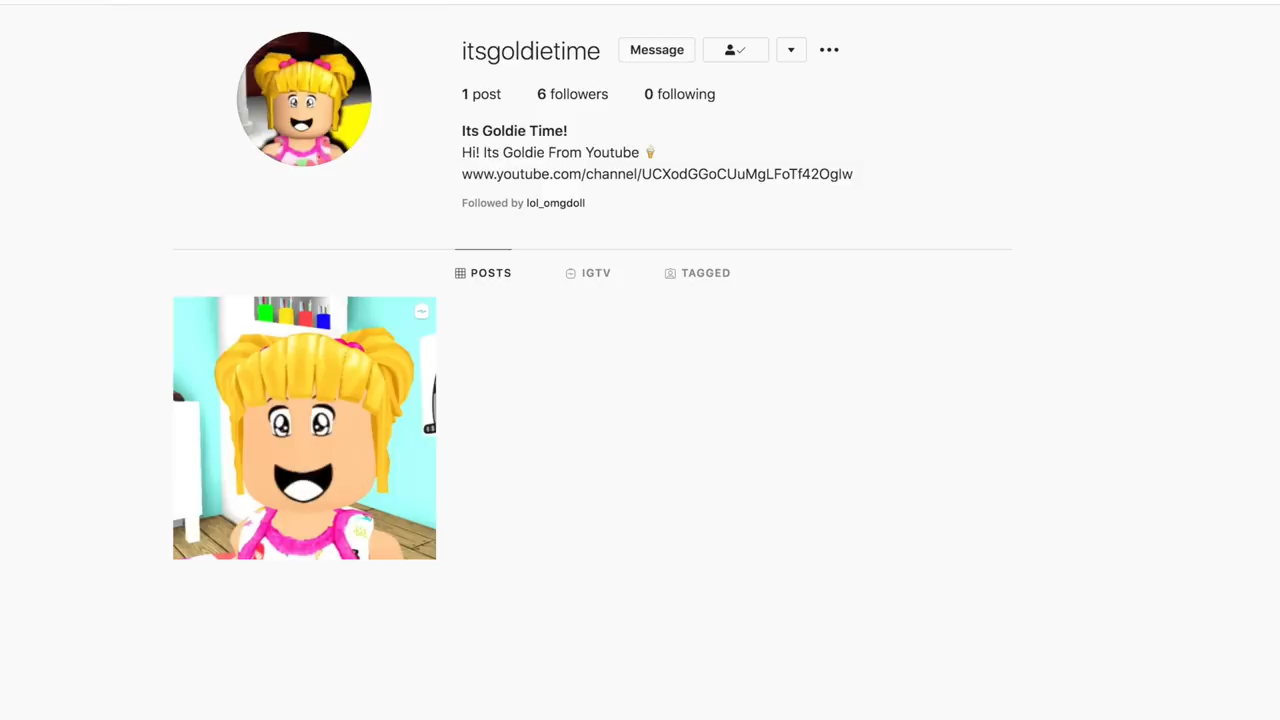 itsgoldietime Message
1 post 6 followers 0 following
Its Goldie Time!
Hi! Its Goldie From Youtube 🍦
www.youtube.com/channel/UCXodGGoCUuMgLFoTf42Oglw
Followed by lol_omgdoll
POSTS IGTV TAGGED